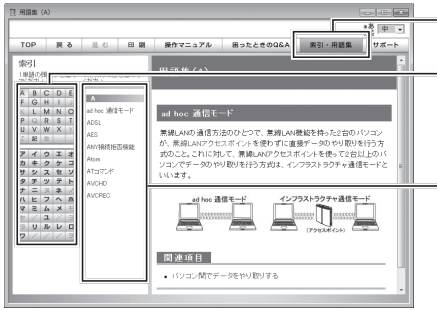 用語集 (A)
あ 中
TOP 戻る 進む 印刷 操作マニュアル 困ったときのQ&A 索引・用語集 サポート
索引
A B C D E
F G H I J
K L M N O
P Q R S T
U V W X Y
Z 記
ア イ ウ エ オ
カ キ ク ケ コ
サ シ ス セ ソ
タ チ ツ テ ト
ナ ニ ヌ ネ ノ
ハ ヒ フ ヘ ホ
マ ミ ム メ モ
ヤ ユ ヨ
ラ リ ル レ ロ
ワ
A
ad hoc 通信モード
ADSL
AES
ANY接続拒否機能
Atom
ATコマンド
AVCHD
AVCREC
ad hoc 通信モード
無線LANの通信方法のひとつで、無線LAN機能を持った2台のパソコン
が、無線LANアクセスポイントを使わずに直接データのやり取りを行う方
式のこと。これに対して、無線LANアクセスポイントを使って2台以上のパ
ソコンでデータのやり取りを行う方式は、インフラストラクチャ通信モードと
いいます。
ad hoc 通信モード インフラストラクチャ通信モード
(アクセスポイント)
関連項目
• パソコン間でデータをやり取りする